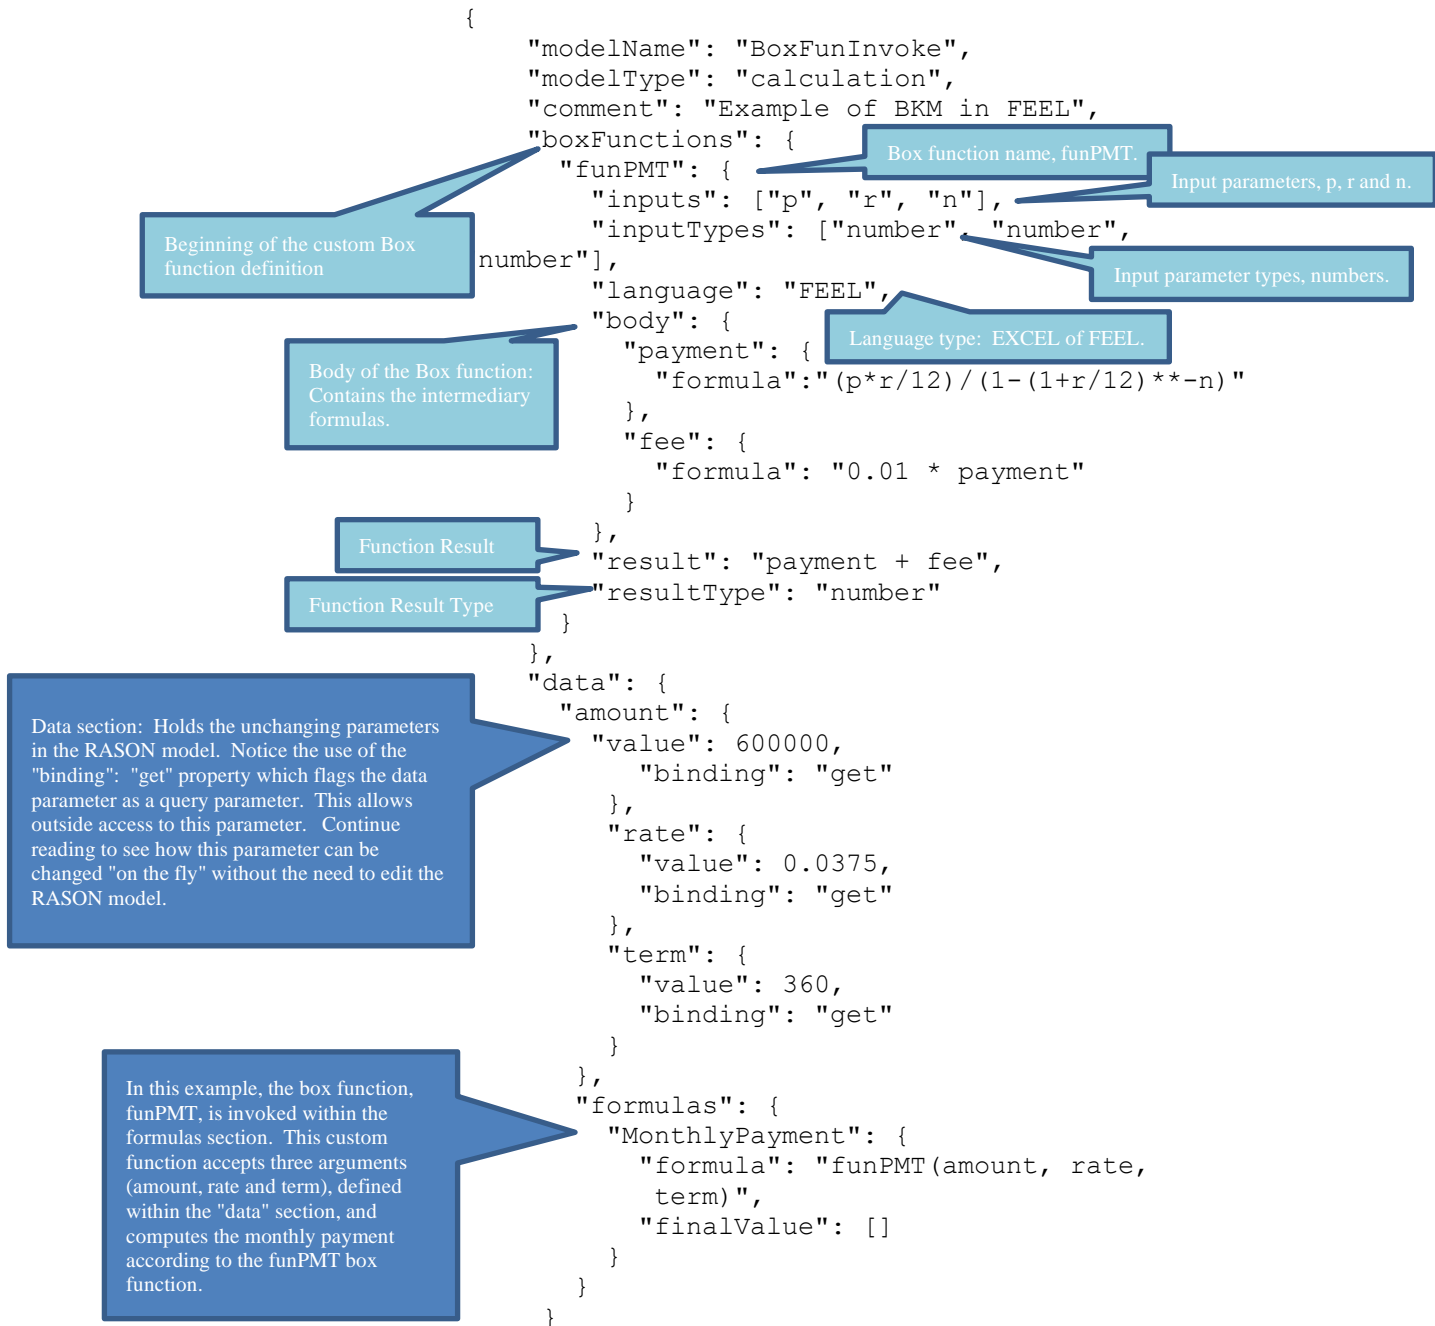 {
"modelName": "BoxFunInvoke",
"modelType": "calculation",
"comment": "Example of BKM in FEEL",
"boxFunctions": {
Box function name, funPMT.
"funPMT": {
Input parameters, p, r and n.
"inputs": ["p", "r", "n"],
Beginning of the custom Box
function definition
"inputTypes": ["number", "number",
number"],
Input parameter types, numbers.
"language": "FEEL",
"body": {
Language type:  EXCEL of FEEL.
Body of the Box function:
Contains the intermediary
formulas.
"payment": {
"formula":"(p*r/12)/(1-(1+r/12)**-n)"
},
"fee": {
"formula": "0.01 * payment"
}
},
Function Result
"result": "payment + fee",
Function Result Type
"resultType": "number"
}
},
"data": {
Data section:  Holds the unchanging parameters
in the RASON model.  Notice the use of the
"binding":  "get" property which flags the data
parameter as a query parameter.  This allows
outside access to this parameter.   Continue
reading to see how this parameter can be
changed "on the fly" without the need to edit the
RASON model.
"amount": {
"value": 600000,
"binding": "get"
},
"rate": {
"value": 0.0375,
"binding": "get"
},
"term": {
"value": 360,
"binding": "get"
}
},
In this example, the box function,
funPMT, is invoked within the
formulas section.  This custom
function accepts three arguments
(amount, rate and term), defined
within the "data" section, and
computes the monthly payment
according to the funPMT box
function.
"formulas": {
"MonthlyPayment": {
"formula": "funPMT(amount, rate,
term)",
"finalValue": []
}
}
}